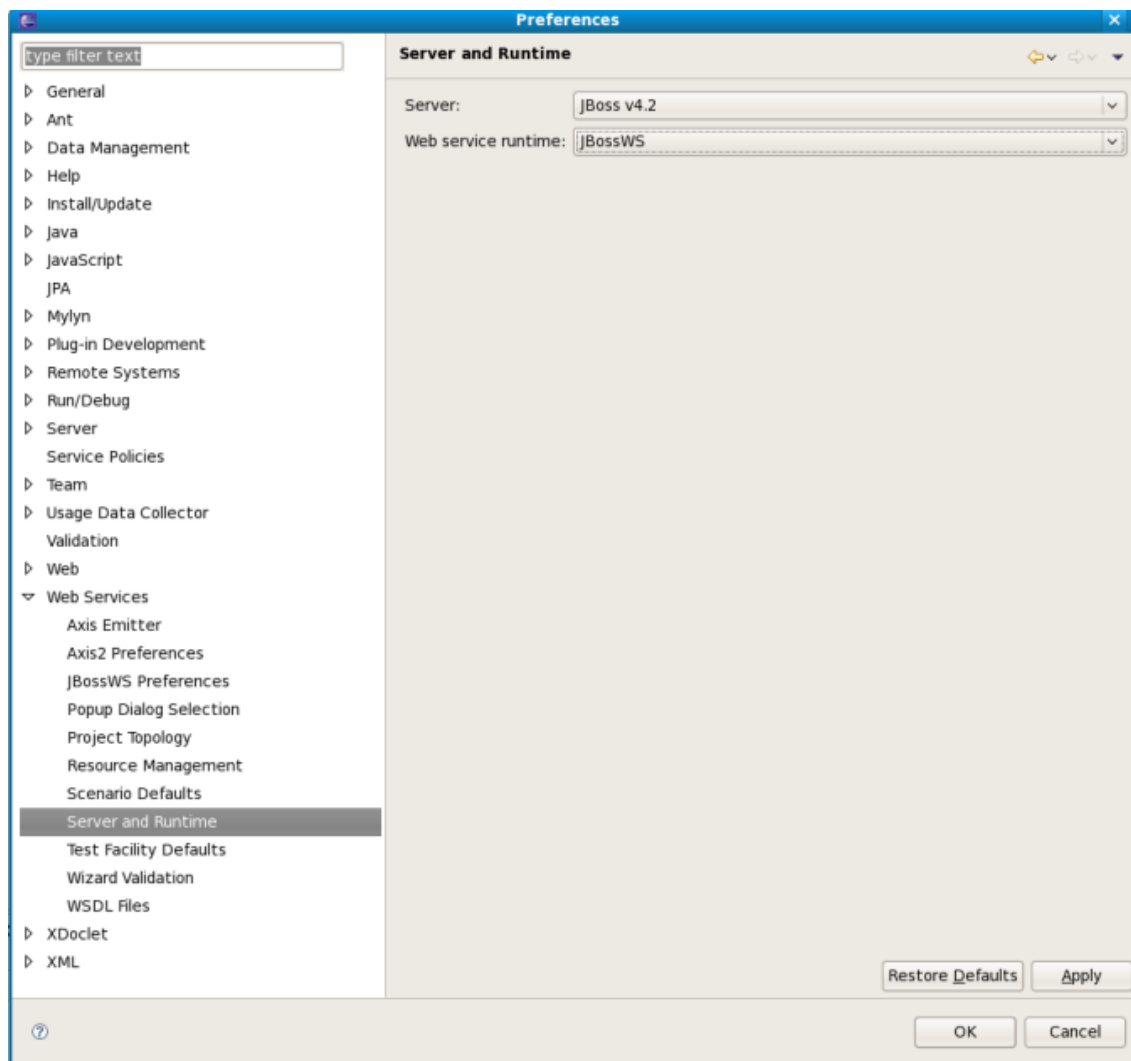 Preferences
type filter text
General
Ant
Data Management
Help
Install/Update
Java
JavaScript
JPA
Mylyn
Plug-in Development
Remote Systems
Run/Debug
Server
Service Policies
Team
Usage Data Collector
Validation
Web
Web Services
Axis Emitter
Axis2 Preferences
JBossWS Preferences
Popup Dialog Selection
Project Topology
Resource Management
Scenario Defaults
Server and Runtime
Test Facility Defaults
Wizard Validation
WSDL Files
XDoclet
XML
Server and Runtime
Server: JBoss v4.2
Web service runtime: JBossWS
Restore Defaults Apply
? OK Cancel